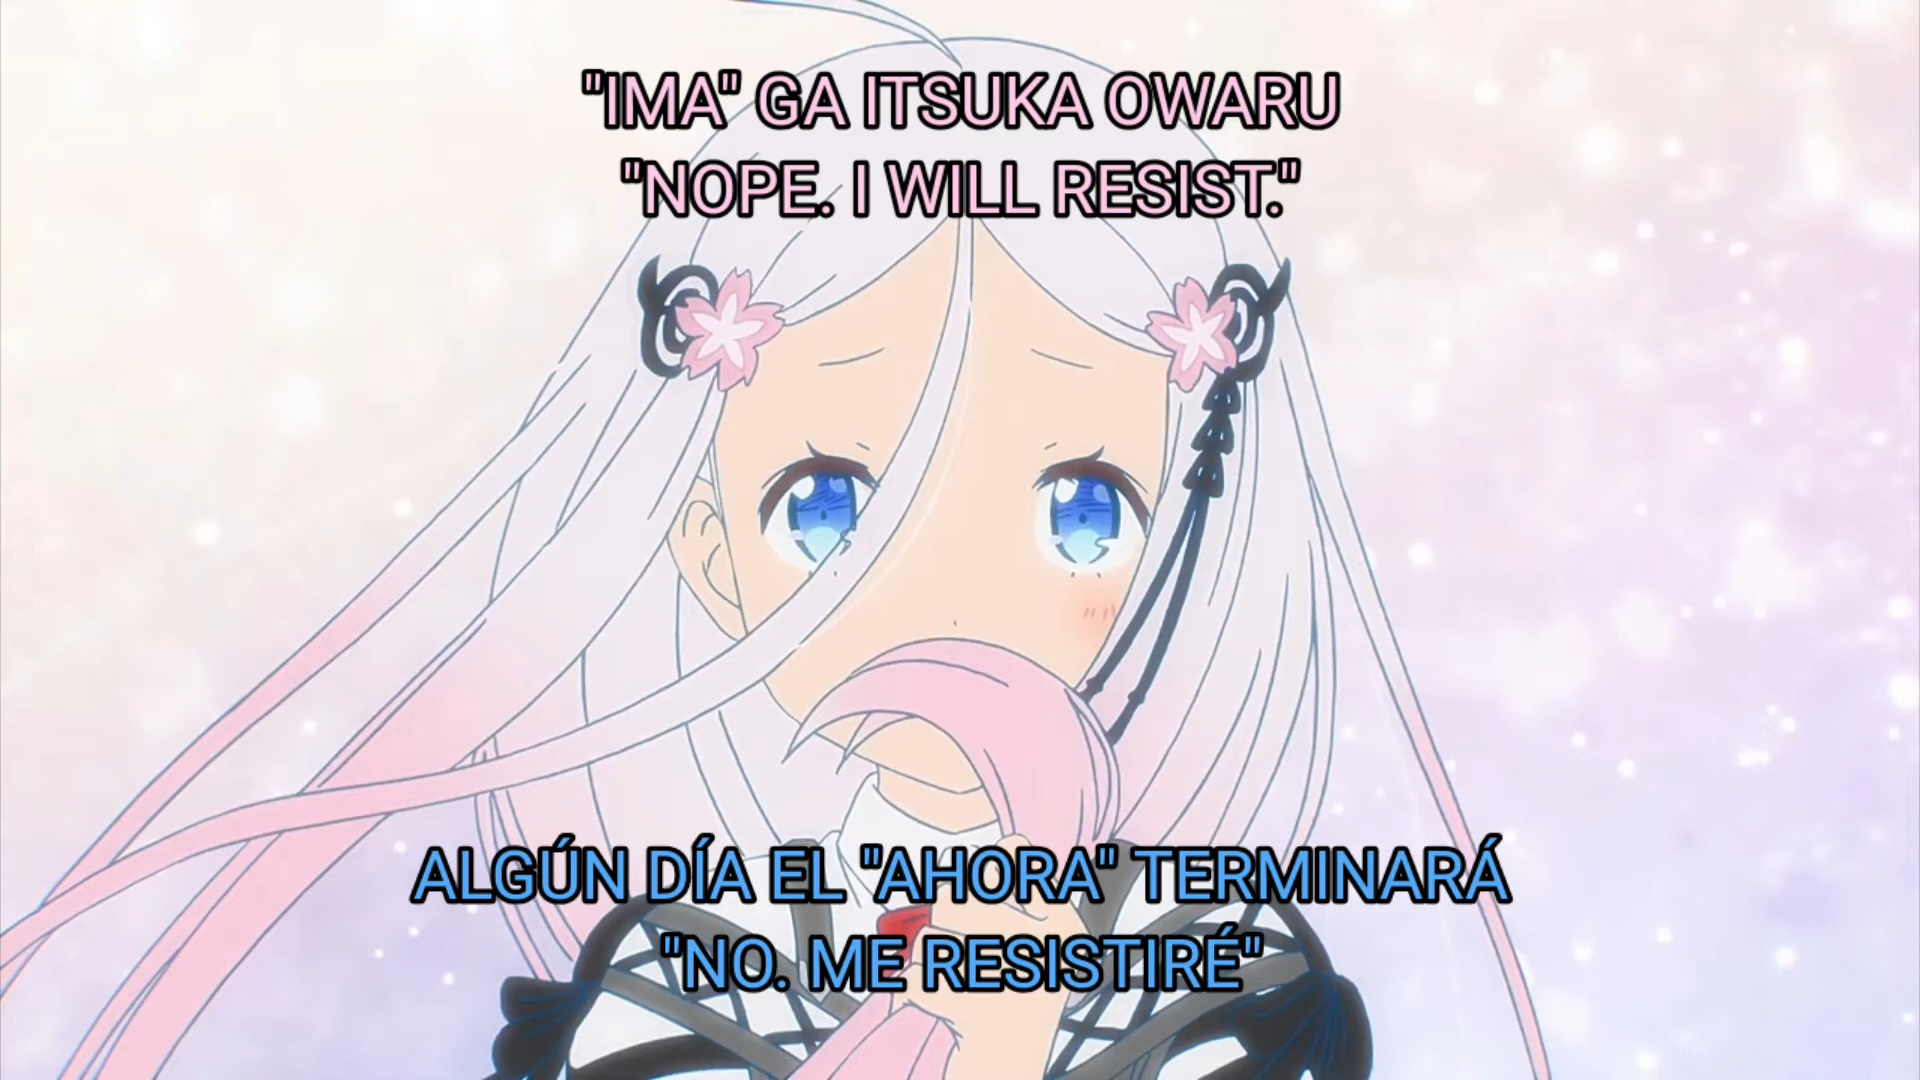 "IMA" GA ITSUKA OWARU
"NOPE. I WILL RESIST."
ALGÚN DÍA EL "AHORA" TERMINARÁ
"NO. ME RESISTIRÉ"